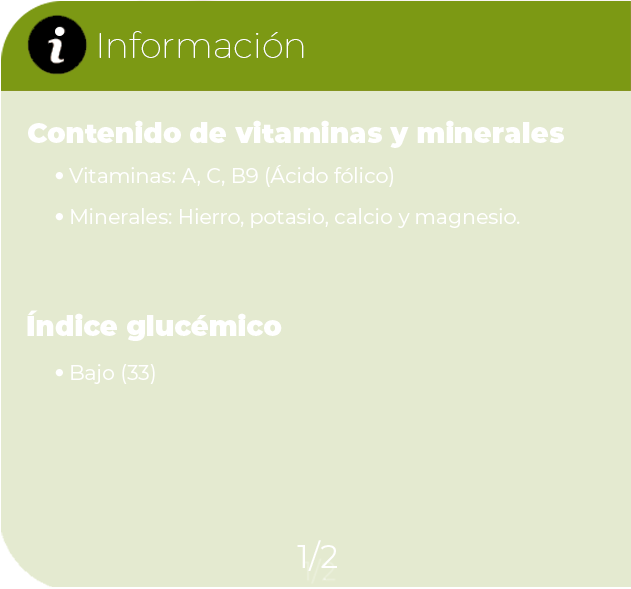 i Información
Contenido de vitaminas y minerales
• Vitaminas: A, C, B9 (Ácido fólico)
• Minerales: Hierro, potasio, calcio y magnesio.
Índice glucémico
• Bajo (33)
1/2